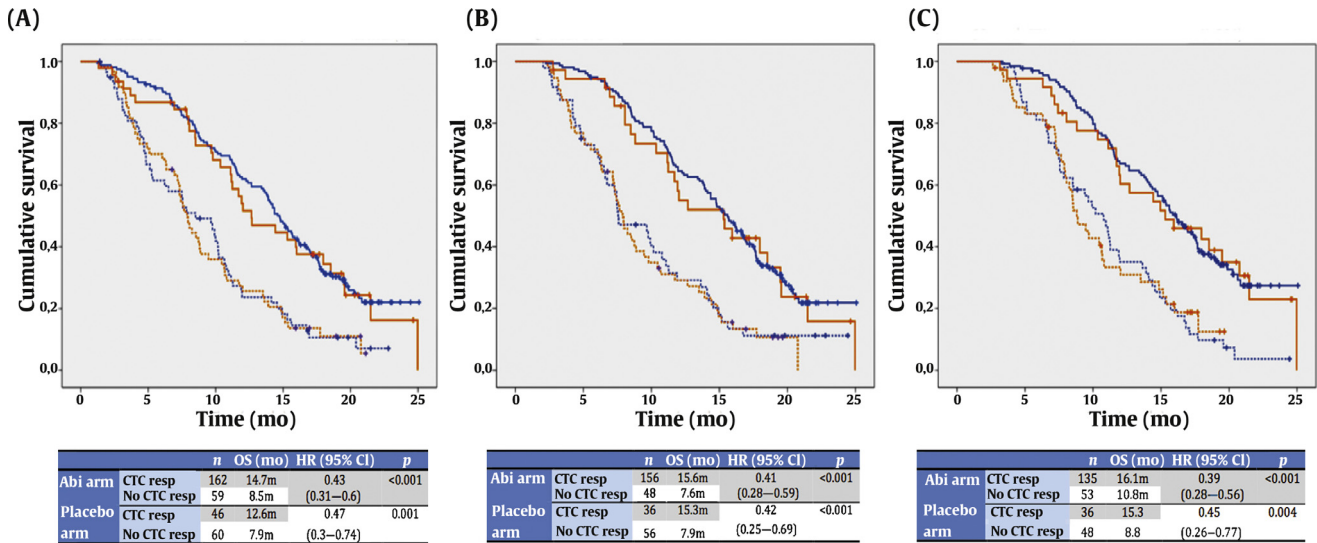 (A)
(B)
(C)
Cumulative survival
1.0
0.8
0.6
0.4
0.2
0,0
0 5 10 15 20 25
Time (mo)
Cumulative survival
1.0
0.8
0.6
0.4
0.2
0,0
0 5 10 15 20 25
Time (mo)
Cumulative survival
1.0
0.8
0.6
0.4
0.2
0,0
0 5 10 15 20 25
Time (mo)
n OS (mo) HR (95% CI) p
Abi arm CTC resp 162 14.7m 0.43 <0.001
No CTC resp 59 8.5m (0.31—0.6)
Placebo CTC resp 46 12.6m 0.47 0.001
arm No CTC resp 60 7.9m (0.3—0.74)
n OS (mo) HR (95% CI) p
Abi arm CTC resp 156 15.6m 0.41 <0.001
No CTC resp 48 7.6m (0.28—0.59)
Placebo CTC resp 36 15.3m 0.42 <0.001
arm No CTC resp 56 7.9m (0.25—0.69)
n OS (mo) HR (95% CI) p
Abi arm CTC resp 135 16.1m 0.39 <0.001
No CTC resp 53 10.8m (0.28—0.56)
Placebo CTC resp 36 15.3 0.45 0.004
arm No CTC resp 48 8.8 (0.26—0.77)